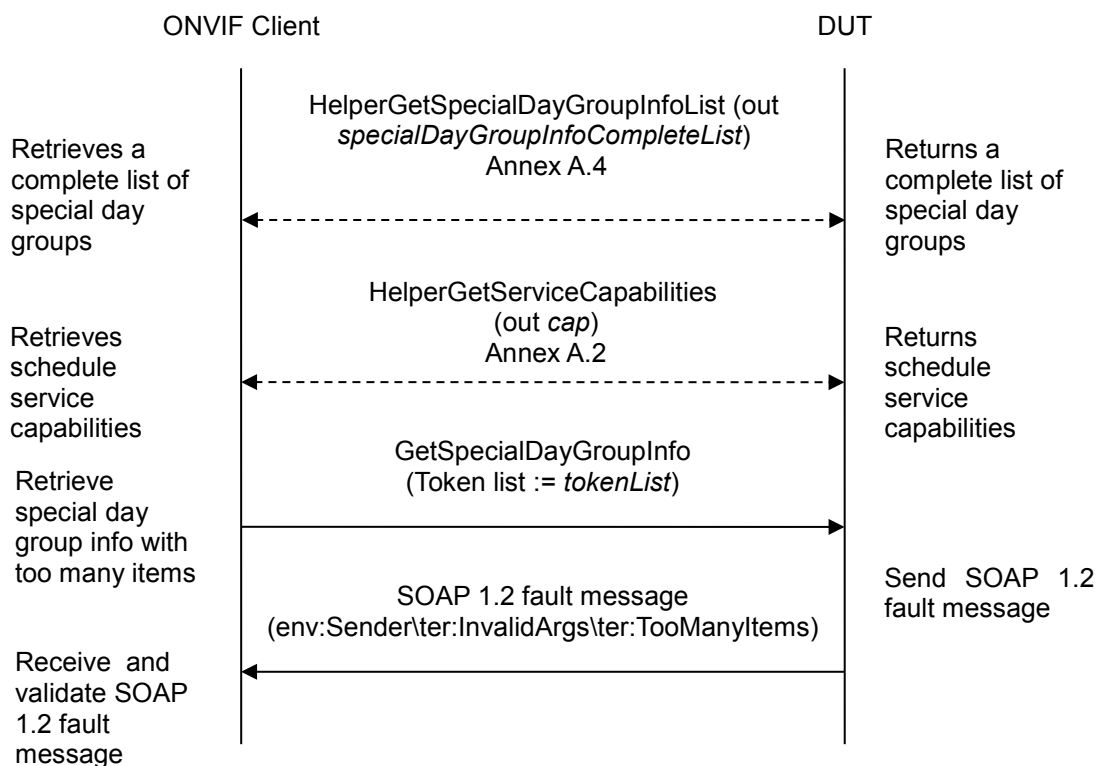 ONVIF Client
DUT
HelperGetSpecialDayGroupInfoList (out
specialDayGroupInfoCompleteList)
Annex A.4
Retrieves a
complete list of
special day
groups
Returns a
complete list of
special day
groups
HelperGetServiceCapabilities
(out cap)
Annex A.2
Retrieves
schedule
service
capabilities
Returns
schedule
service
capabilities
GetSpecialDayGroupInfo
(Token list := tokenList)
Retrieve
special day
group info with
too many items
SOAP 1.2 fault message
(env:Sender\ter:InvalidArgs\ter:TooManyItems)
Send SOAP 1.2
fault message
Receive and
validate SOAP
1.2 fault
message